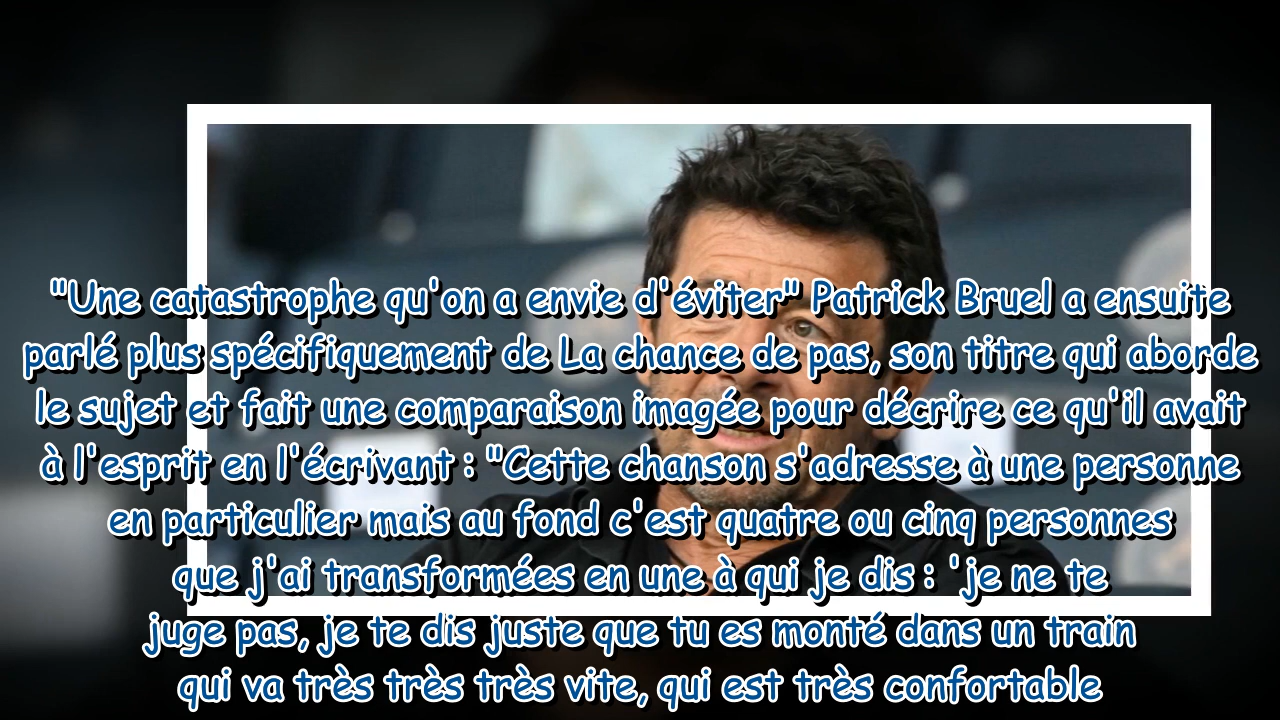 "Une catastrophe qu'on a envie d'éviter" Patrick Bruel a ensuite
parlé plus spécifiquement de La chance de pas, son titre qui aborde
le sujet et fait une comparaison imagée pour décrire ce qu'il avait
à l'esprit en l'écrivant : "Cette chanson s'adresse à une personne
en particulier mais au fond c'est quatre ou cinq personnes
que j'ai transformées en une à qui je dis : 'je ne te
juge pas, je te dis juste que tu es monté dans un train
qui va très très très vite, qui est très confortable